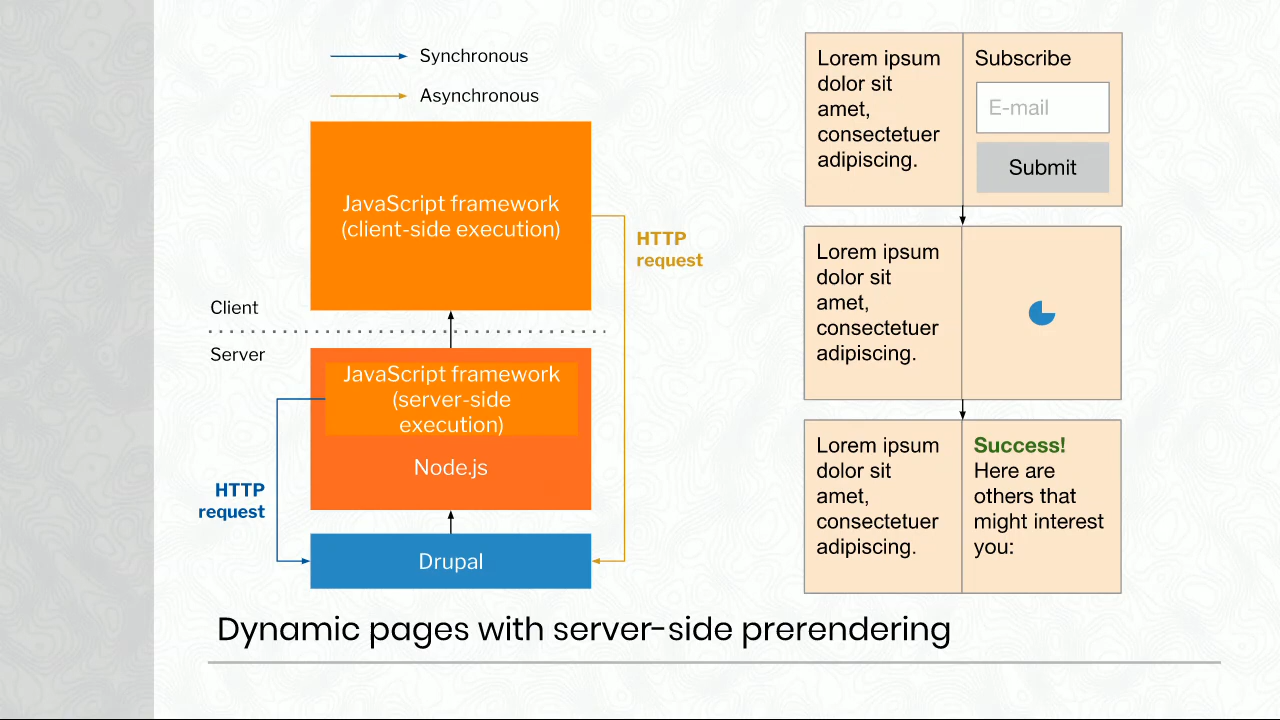 Synchronous
Asynchronous
JavaScript framework
(client-side execution)
HTTP
request
Client
Server
JavaScript framework
(server-side
execution)
Node.js
HTTP
request
Drupal
Lorem ipsum
dolor sit
amet,
consectetuer
adipiscing.
Subscribe
E-mail
Submit
Lorem ipsum
dolor sit
amet,
consectetuer
adipiscing.
Lorem ipsum
dolor sit
amet,
consectetuer
adipiscing.
Success!
Here are
others that
might interest
you:
Dynamic pages with server-side prerendering